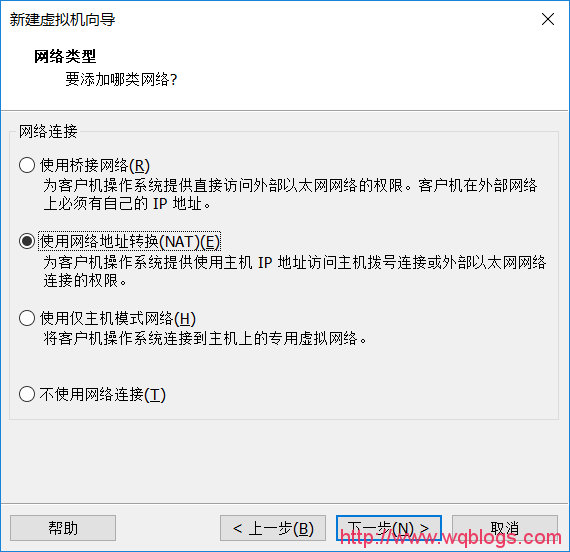 新建虚拟机向导
网络类型
要添加哪类网络?
网络连接
使用桥接网络(R)
为客户机操作系统提供直接访问外部以太网网络的权限。客户机在外部网络
上必须有自己的 IP 地址。
使用网络地址转换(NAT)(E)
为客户机操作系统提供使用主机 IP 地址访问主机拨号连接或外部以太网网络
连接的权限。
使用仅主机模式网络(H)
将客户机操作系统连接到主机上的专用虚拟网络。
不使用网络连接(T)
帮助
< 上一步(B)
下一步(N) >
取消
http://www.wqblogs.com